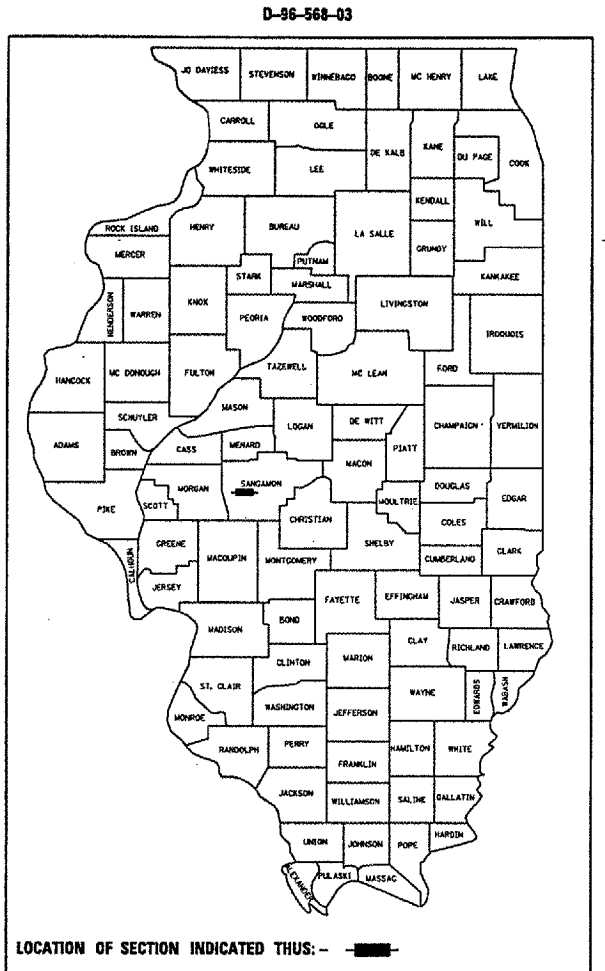 D-96-568-03
JO DAVIESS STEVENSON WINNEBAGO BOONE MC HENRY LAKE
CARROLL OGLE
DE KALB KANE DU PAGE COOK
WHITESIDE LEE
KENDALL WILL
ROCK ISLAND HENRY BUREAU LA SALLE GRUNDY
MERCER PUTNAM KANKAKEE
STARK MARSHALL
HENDERSON WARREN KNOX PEORIA WOODFORD LIVINGSTON IROQUOIS
HANCOCK MC DONOUGH FULTON TAZEWELL MC LEAN FORD
MASON
SCHUYLER LOGAN DE WITT CHAMPAIGN VERMILION
ADAMS BROWN CASS MENARD MACON PIATT
MORGAN SANGAMON DOUGLAS
PIKE SCOTT CHRISTIAN MOULTRIE COLES EDGAR
GREENE MACOUPIN MONTGOMERY SHELBY CUMBERLAND CLARK
CALHOUN JERSEY FAYETTE EFFINGHAM JASPER CRAWFORD
MADISON BOND
CLINTON MARION CLAY RICHLAND LAWRENCE
ST. CLAIR WASHINGTON WAYNE EDWARDS WABASH
MONROE JEFFERSON
RANDOLPH PERRY HAMILTON WHITE
FRANKLIN
JACKSON WILLIAMSON SALINE GALLATIN
UNION JOHNSON POPE HARDIN
ALEXANDER PULASKI MASSAC
LOCATION OF SECTION INDICATED THUS: -